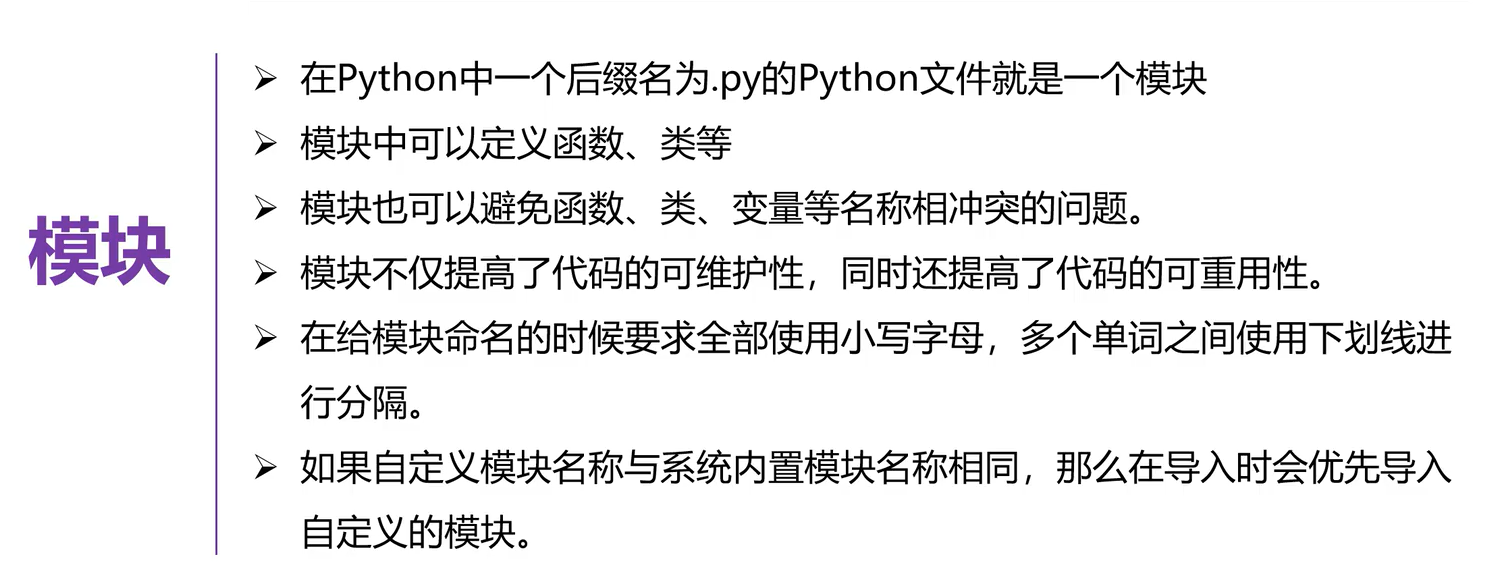 模块
在Python中一个后缀名为.py的Python文件就是一个模块
模块中可以定义函数、类等
模块也可以避免函数、类、变量等名称相冲突的问题。
模块不仅提高了代码的可维护性，同时还提高了代码的可重用性。
在给模块命名的时候要求全部使用小写字母，多个单词之间使用下划线进
行分隔。
如果自定义模块名称与系统内置模块名称相同，那么在导入时会优先导入
自定义的模块。